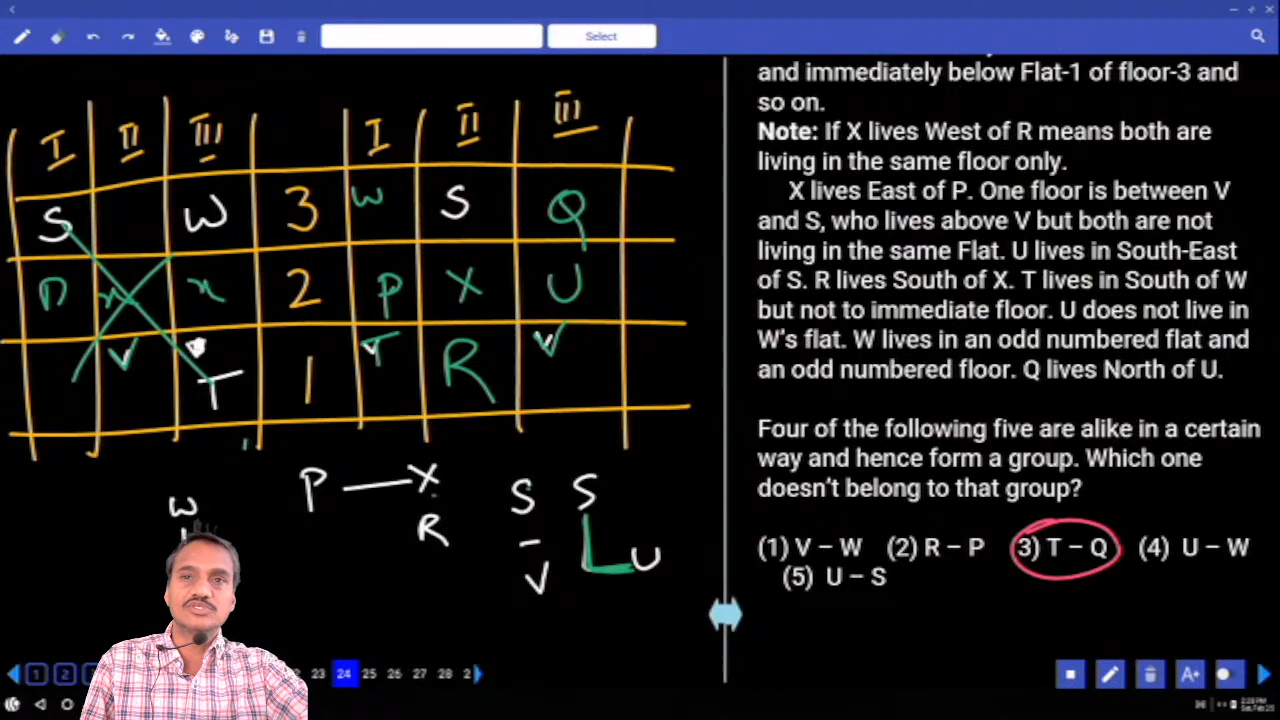 Select
I II III I II III
S W 3 W S Q
P x x 2 P X U
V T 1 T R V
W
P — X
R
S
–
V
S
U
23 24 25 26 27 28 2
and immediately below Flat-1 of floor-3 and
so on.
Note: If X lives West of R means both are
living in the same floor only.
X lives East of P. One floor is between V
and S, who lives above V but both are not
living in the same Flat. U lives in South-East
of S. R lives South of X. T lives in South of W
but not to immediate floor. U does not live in
W's flat. W lives in an odd numbered flat and
an odd numbered floor. Q lives North of U.
Four of the following five are alike in a certain
way and hence form a group. Which one
doesn't belong to that group?
(1) V – W (2) R – P 3) T – Q (4) U – W
(5) U – S
A+